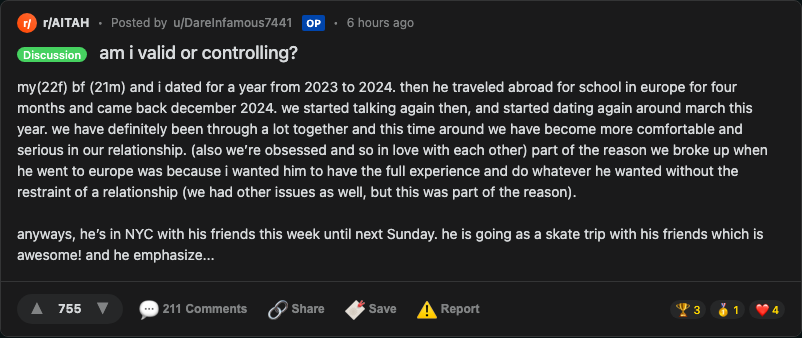 r/ r/AITAH • Posted by u/DareInfamous7441 OP • 6 hours ago
Discussion am i valid or controlling?
my(22f) bf (21m) and i dated for a year from 2023 to 2024. then he traveled abroad for school in europe for four
months and came back december 2024. we started talking again then, and started dating again around march this
year. we have definitely been through a lot together and this time around we have become more comfortable and
serious in our relationship. (also we’re obsessed and so in love with each other) part of the reason we broke up when
he went to europe was because i wanted him to have the full experience and do whatever he wanted without the
restraint of a relationship (we had other issues as well, but this was part of the reason).
anyways, he’s in NYC with his friends this week until next Sunday. he is going as a skate trip with his friends which is
awesome! and he emphasize...
755 211 Comments Share Save Report 3 1 4